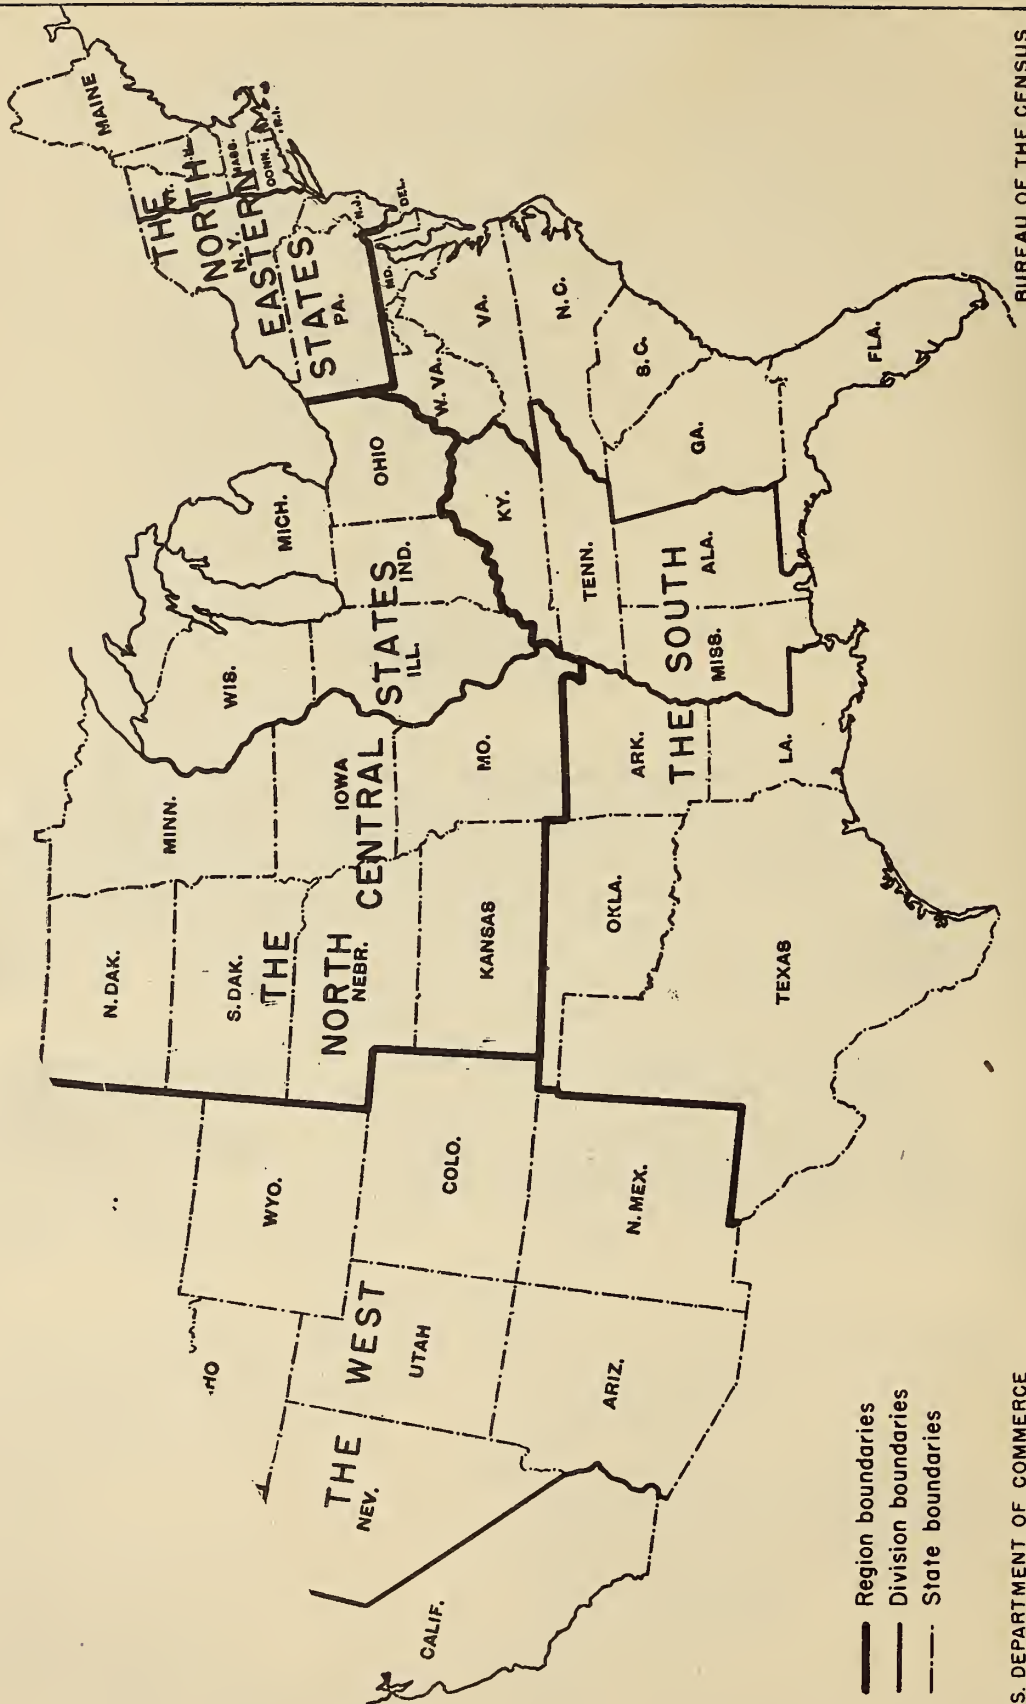 THE
NORTH
EASTERN
STATES
MAINE
VT.
MASS.
CONN.
R.I.
N.Y.
PA.
N.J.
DEL.
MD.
THE
NORTH
CENTRAL
STATES
N. DAK.
MINN.
WIS.
MICH.
S. DAK.
IOWA
ILL.
IND.
OHIO
NEBR.
KANSAS
MO.
THE SOUTH
W. VA.
VA.
KY.
N.C.
TENN.
S.C.
OKLA.
ARK.
MISS.
ALA.
GA.
TEXAS
LA.
FLA.
THE WEST
HO
WYO.
NEV.
UTAH
COLO.
CALIF.
ARIZ.
N. MEX.
Region boundaries
Division boundaries
State boundaries
S. DEPARTMENT OF COMMERCE
BUREAU OF THE CENSUS